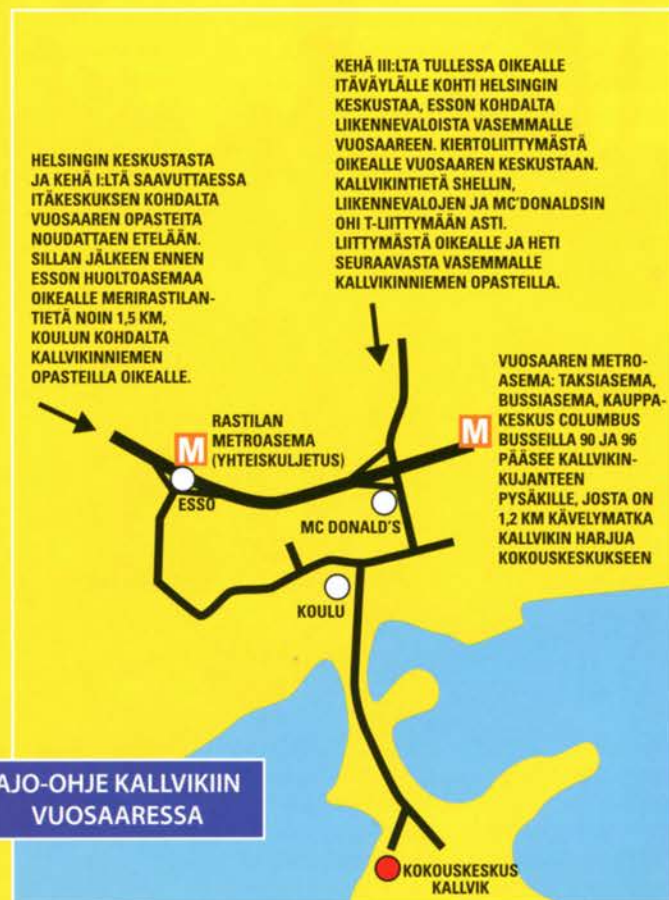 HELSINGIN KESKUSTASTA
JA KEHÄ I:LTÄ SAAVUTTAESSA
ITÄKESKUKSEN KOHDALTA
VUOSAAREN OPASTEITA
NOUDATTAEN ETELÄÄN.
SILLAN JÄLKEEN ENNEN
ESSON HUOLTOASEMAA
OIKEALLE MERIRASTILAN-
TIETÄ NOIN 1,5 KM,
KOULUN KOHDALTA
KALLVIKINNIEMEN
OPASTEILLA OIKEALLE.
KEHÄ III:LTA TULLESSA OIKEALLE
ITÄVÄYLÄLLE KOHTI HELSINGIN
KESKUSTAA, ESSON KOHDALTA
LIIKENNEVALOISTA VASEMMALLE
VUOSAAREEN. KIERTOLIITTYMÄSTÄ
OIKEALLE VUOSAAREN KESKUSTAAN.
KALLVIKINTIETÄ SHELLIN,
LIIKENNEVALOJEN JA MC'DONALDSIN
OHI T-LIITTYMÄÄN ASTI.
LIITTYMÄSTÄ OIKEALLE JA HETI
SEURAAVASTA VASEMMALLE
KALLVIKINNIEMEN OPASTEILLA.
M
RASTILAN
METROASEMA
(YHTEISKULJETUS)
ESSO
MC DONALD'S
M
VUOSAAREN METRO-
ASEMA: TAKSIASEMA,
BUSSIASEMA, KAUPPA-
KESKUS COLUMBUS
BUSSEILLA 90 JA 96
PÄÄSEE KALLVIKIN-
KUJANTEEN
PYSÄKILLE, JOSTA ON
1,2 KM KÄVELYMATKA
KALLVIKIN HARJUA
KOKOUSKESKUKSEEN
KOULU
AJO-OHJE KALLVIKIIN
VUOSAARESSA
KOKOUSKESKUS
KALLVIK